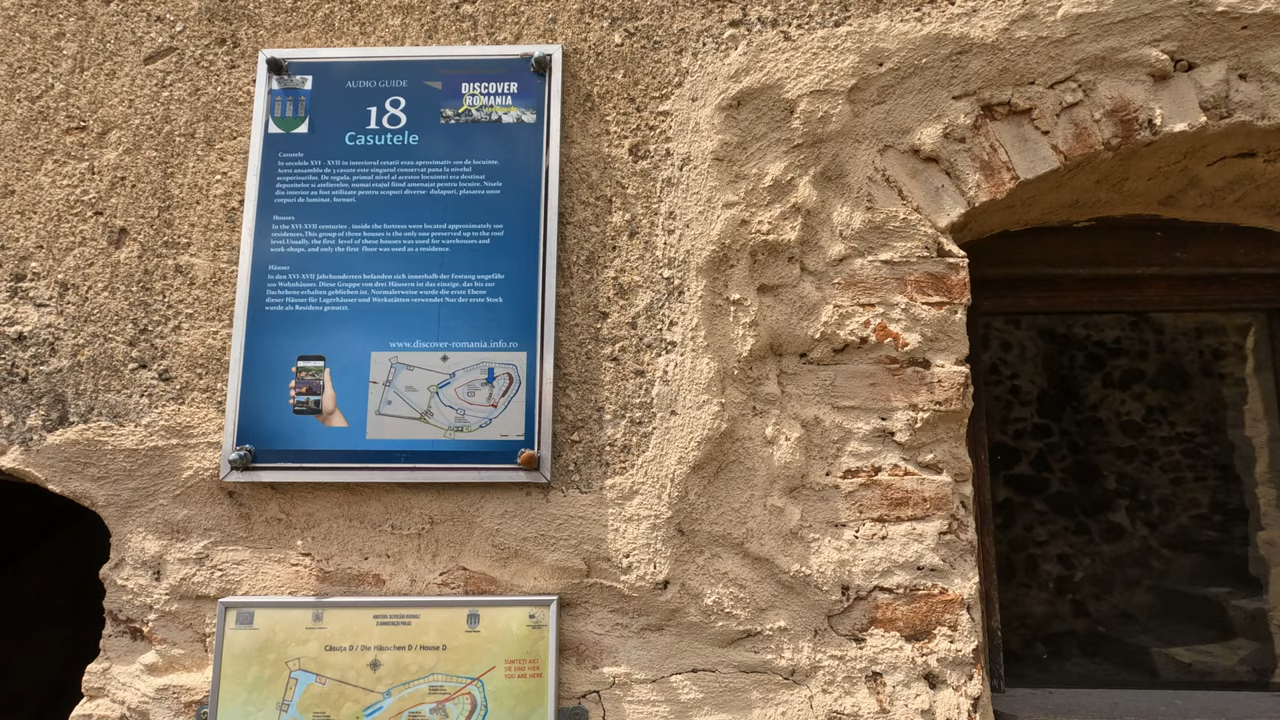 AUDIO GUIDE
DISCOVER
ROMANIA
18
Casutele
Casutele
In secolele XVI - XVII in interiorul cetatii erau aproximativ 100 de locuinte.
Acest ansamblu de 3 casute este singurul conservat pana la nivelul
acoperisurilor. De regula, primul nivel al acestor locuintei era destinat
depozitelor si atelierelor, numai etajul fiind amenajat pentru locuire. Nisele
din interior au fost utilizate pentru scopuri diverse- dulapuri, plasarea unor
corpuri de luminat, fornuri.
Houses
In the XVI-XVII centuries , inside the fortress were located approximately 100
residences.This group of three houses is the only one preserved up to the roof
level.Usually, the first level of these houses was used for warehouses and
work-shops, and only the first floor was used as a residence.
Häuser
In den XVI-XVII Jahrhunderten befanden sich innerhalb der Festung ungefähr
100 Wohnhäuser. Diese Gruppe von drei Häusern ist das einzige, das bis zur
Dachebene erhalten geblieben ist. Normalerweise wurde die erste Ebene
dieser Häuser für Lagerhäuser und Werkstätten verwendet Nur der erste Stock
wurde als Residenz genutzt.
www.discover-romania.info.ro
MINISTERUL DEZVOLTĂRII REGIONALE
ȘI ADMINISTRAȚIEI PUBLICE
Căsuța D / Die Häuschen D / House D
SUNTEȚI AICI
SIE SIND HIER
YOU ARE HERE